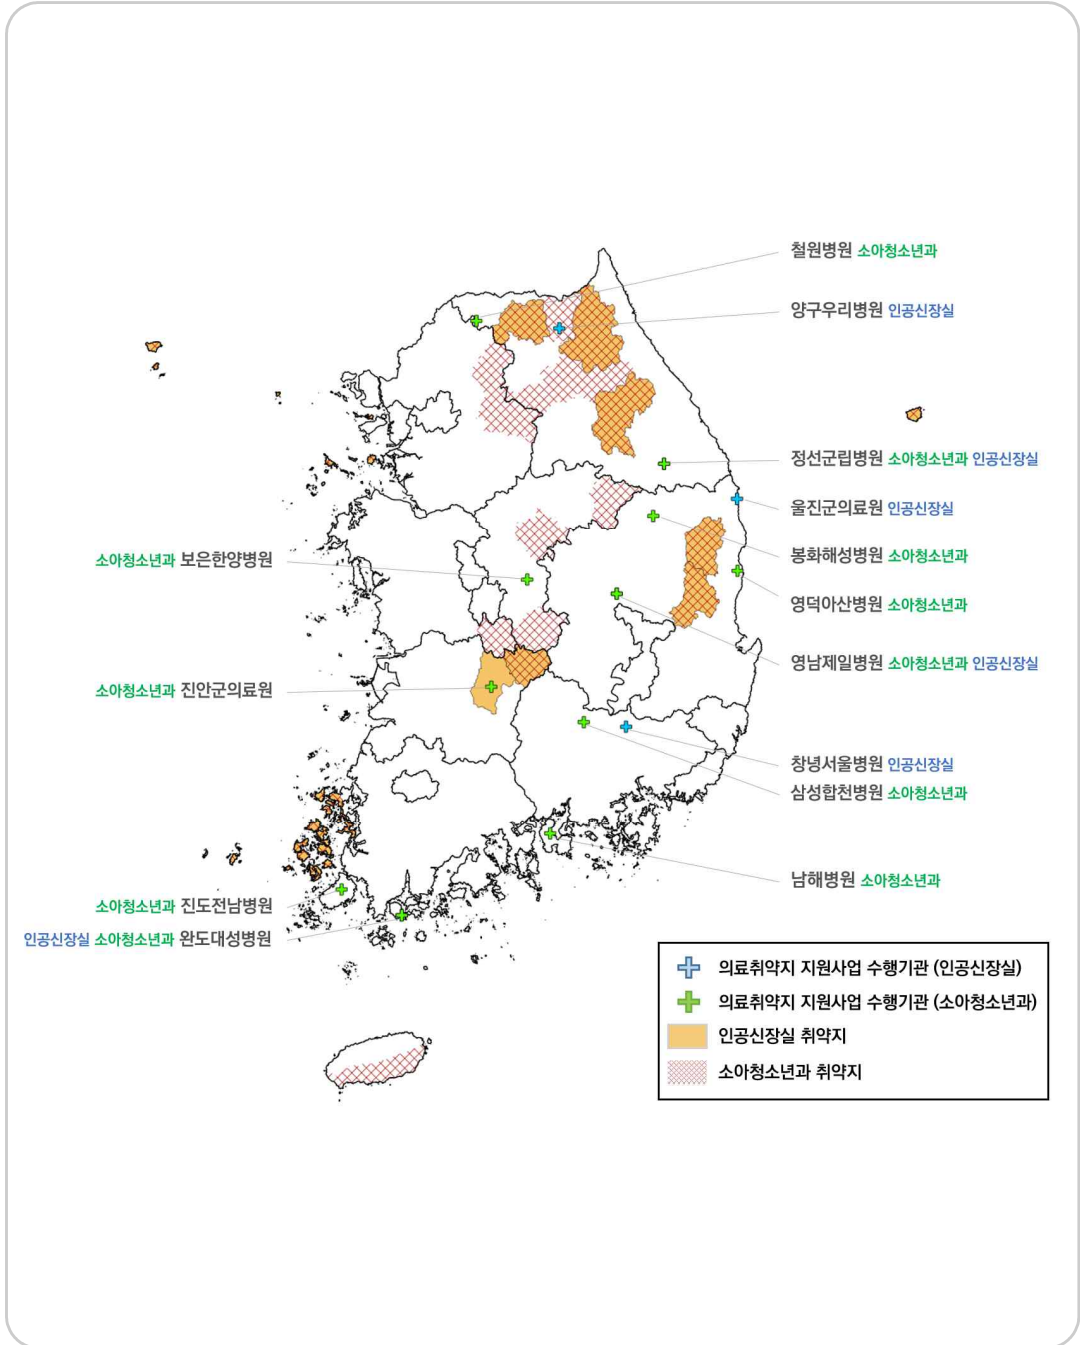 철원병원 소아청소년과
양구우리병원 인공신장실
정선군립병원 소아청소년과 인공신장실
울진군의료원 인공신장실
봉화해성병원 소아청소년과
소아청소년과 보은한양병원
영덕아산병원 소아청소년과
영남제일병원 소아청소년과 인공신장실
소아청소년과 진안군의료원
창녕서울병원 인공신장실
삼성합천병원 소아청소년과
남해병원 소아청소년과
소아청소년과 진도전남병원
인공신장실 소아청소년과 완도대성병원
의료취약지 지원사업 수행기관 (인공신장실)
의료취약지 지원사업 수행기관 (소아청소년과)
인공신장실 취약지
소아청소년과 취약지